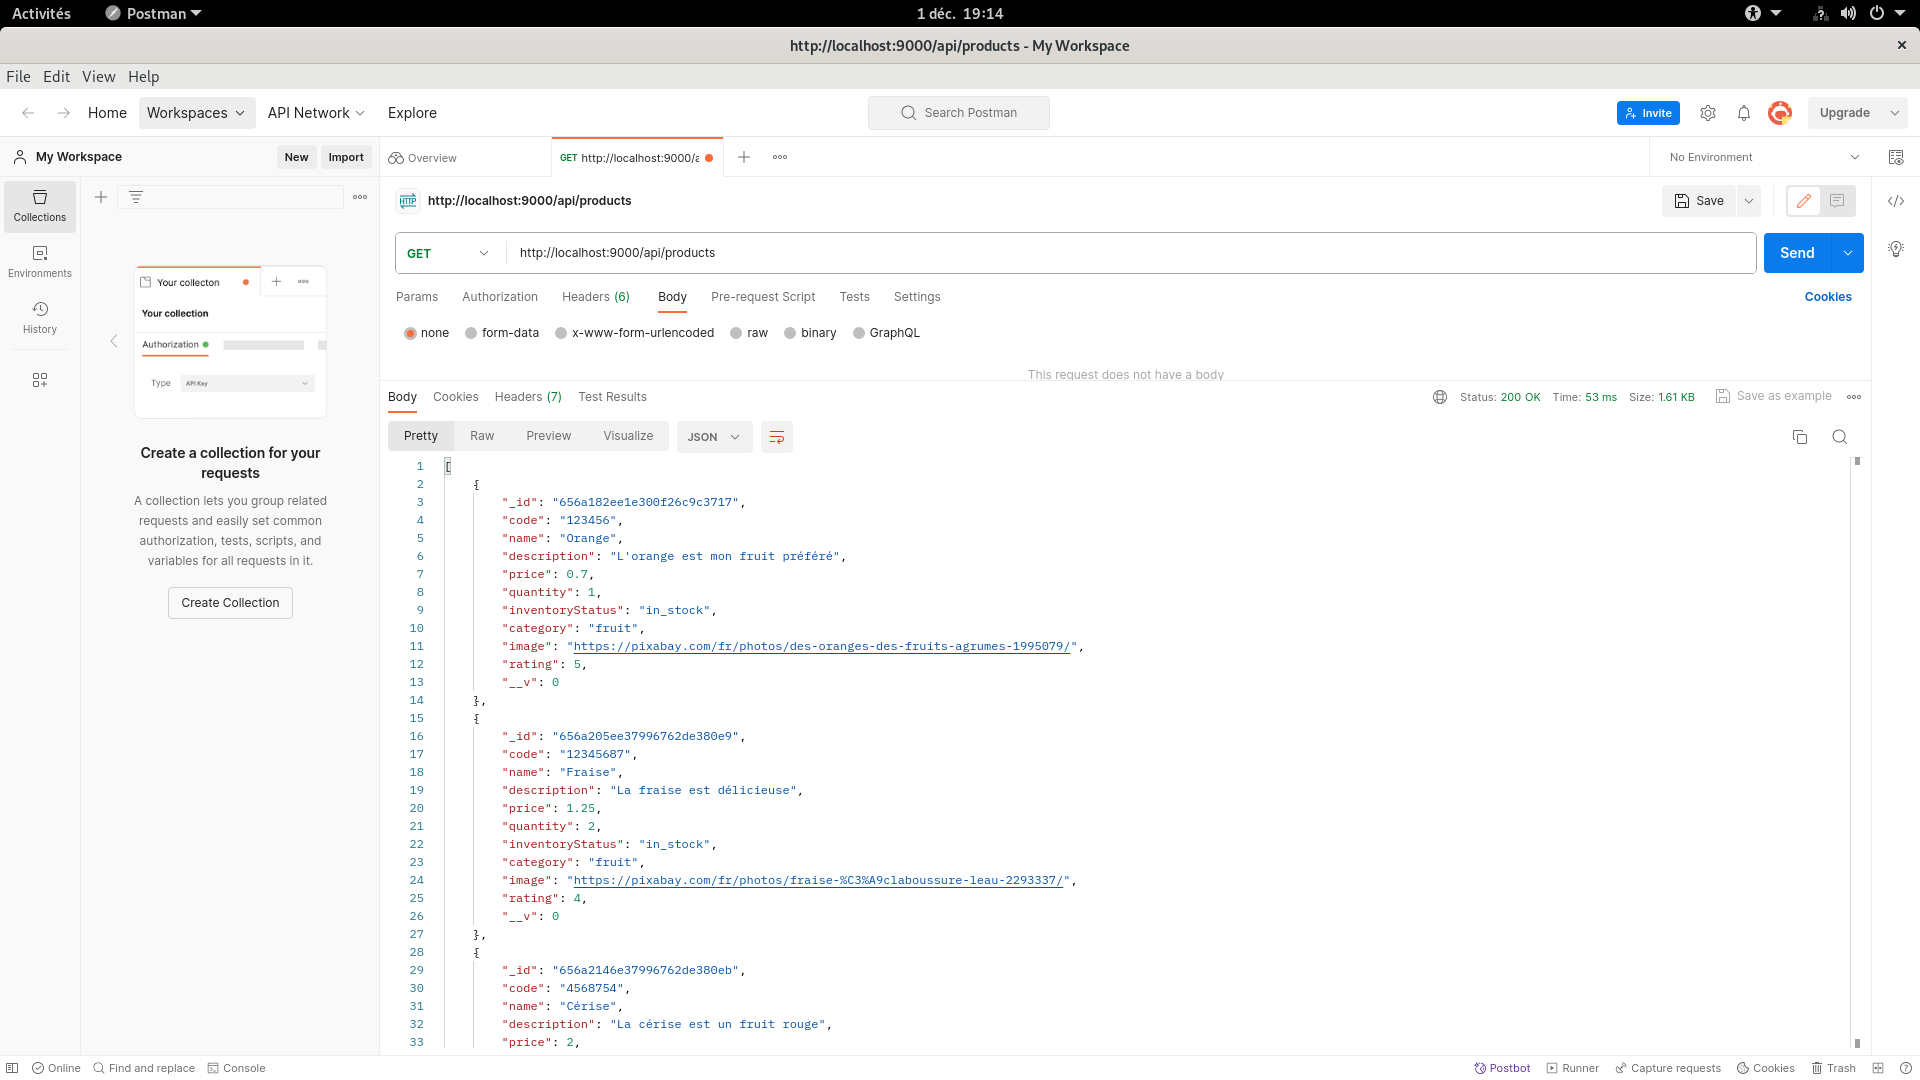 Activités Postman 1 déc. 19:14
http://localhost:9000/api/products - My Workspace
File Edit View Help
Home Workspaces API Network Explore Search Postman Invite Upgrade
My Workspace New Import Overview GET http://localhost:9000/a No Environment
Collections
Environments
History
Your collecton
Your collection
Authorization
Type API Key
Create a collection for your
requests
A collection lets you group related
requests and easily set common
authorization, tests, scripts, and
variables for all requests in it.
Create Collection
HTTP http://localhost:9000/api/products Save
GET http://localhost:9000/api/products Send
Params Authorization Headers (6) Body Pre-request Script Tests Settings Cookies
none form-data x-www-form-urlencoded raw binary GraphQL
This request does not have a body
Body Cookies Headers (7) Test Results Status: 200 OK Time: 53 ms Size: 1.61 KB Save as example
Pretty Raw Preview Visualize JSON
1 [
2 {
3 "_id": "656a182ee1e300f26c9c3717",
4 "code": "123456",
5 "name": "Orange",
6 "description": "L'orange est mon fruit préféré",
7 "price": 0.7,
8 "quantity": 1,
9 "inventoryStatus": "in_stock",
10 "category": "fruit",
11 "image": "https://pixabay.com/fr/photos/des-oranges-des-fruits-agrumes-1995079/",
12 "rating": 5,
13 "__v": 0
14 },
15 {
16 "_id": "656a205ee37996762de380e9",
17 "code": "12345687",
18 "name": "Fraise",
19 "description": "La fraise est délicieuse",
20 "price": 1.25,
21 "quantity": 2,
22 "inventoryStatus": "in_stock",
23 "category": "fruit",
24 "image": "https://pixabay.com/fr/photos/fraise-%C3%A9claboussure-leau-2293337/",
25 "rating": 4,
26 "__v": 0
27 },
28 {
29 "_id": "656a2146e37996762de380eb",
30 "code": "4568754",
31 "name": "Cérise",
32 "description": "La cérise est un fruit rouge",
33 "price": 2,
Online Find and replace Console Postbot Runner Capture requests Cookies Trash